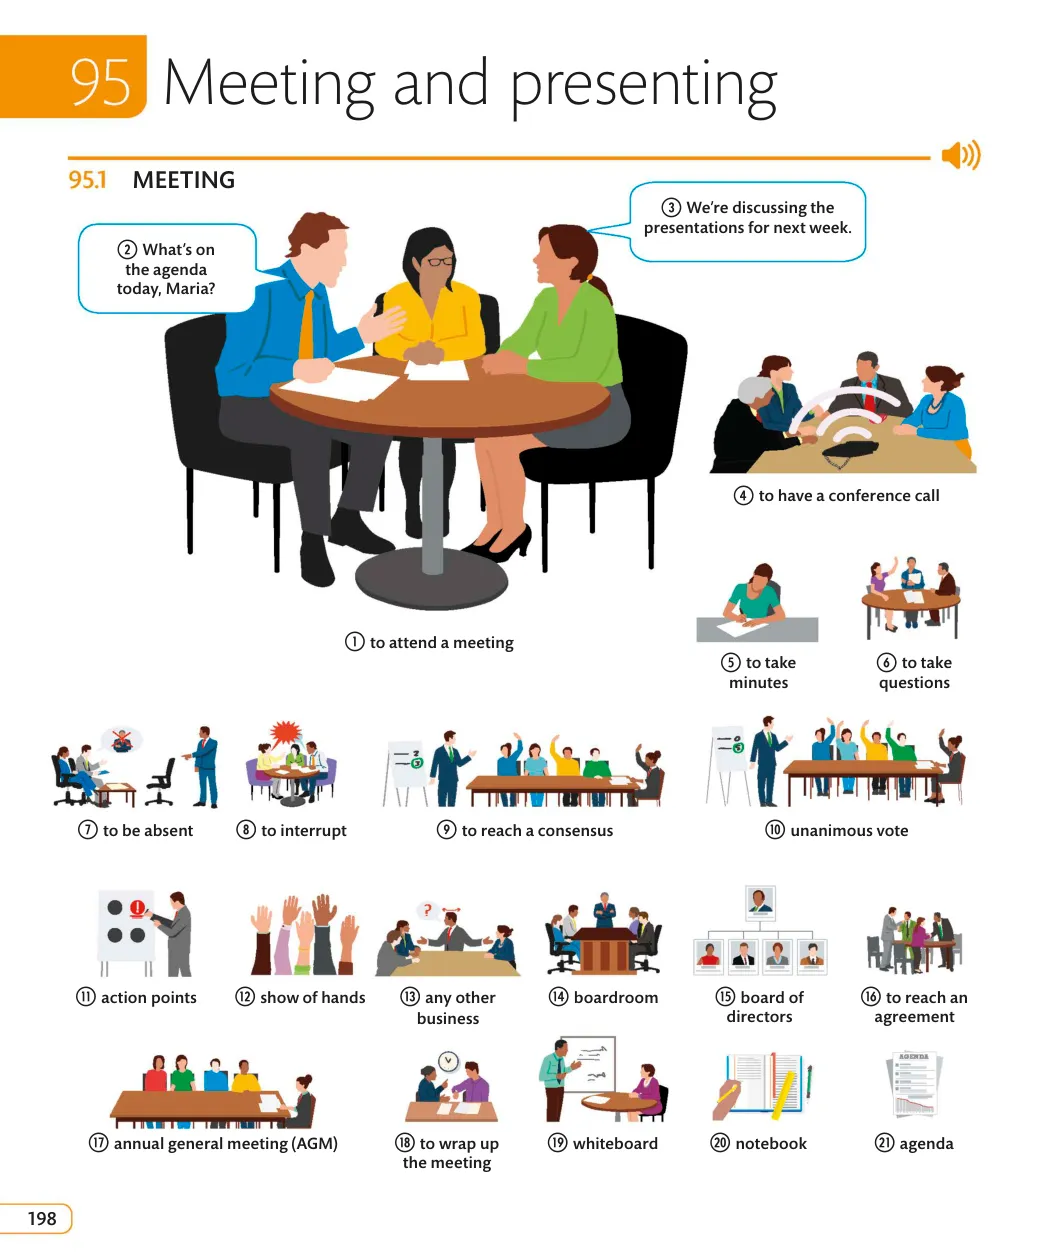 95 Meeting and presenting
95.1 MEETING
② What's on
the agenda
today, Maria?
③ We're discussing the
presentations for next week.
① to attend a meeting
④ to have a conference call
⑤ to take
minutes
⑥ to take
questions
⑦ to be absent
⑧ to interrupt
⑨ to reach a consensus
⑩ unanimous vote
⑪ action points
⑫ show of hands
⑬ any other
business
⑭ boardroom
⑮ board of
directors
⑯ to reach an
agreement
⑰ annual general meeting (AGM)
⑱ to wrap up
the meeting
⑲ whiteboard
⑳ notebook
AGENDA
㉑ agenda
198